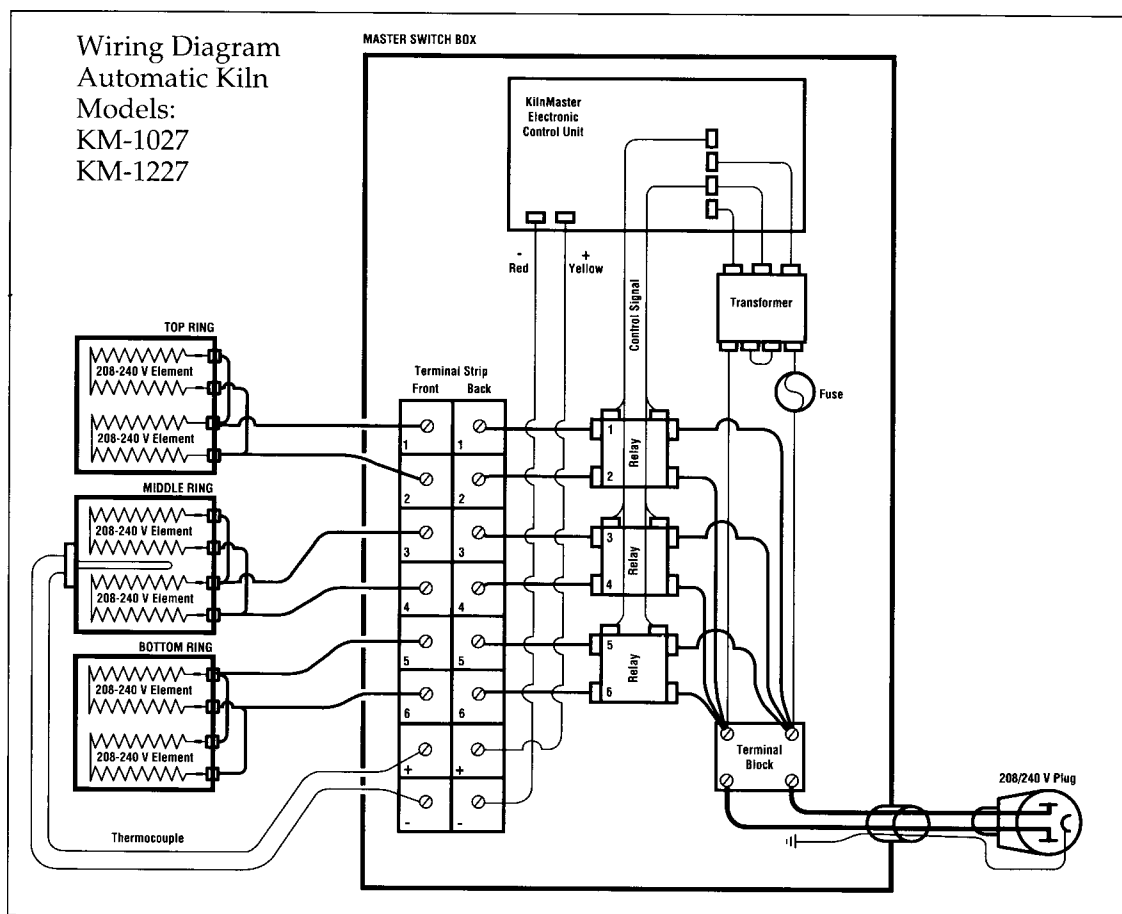 Wiring Diagram
Automatic Kiln
Models:
KM-1027
KM-1227
MASTER SWITCH BOX
KilnMaster
Electronic
Control Unit
-
Red
+
Yellow
Control Signal
Transformer
Fuse
TOP RING
208-240 V Element
208-240 V Element
MIDDLE RING
208-240 V Element
208-240 V Element
BOTTOM RING
208-240 V Element
208-240 V Element
Thermocouple
Terminal Strip
Front Back
1 1
2 2
3 3
4 4
5 5
6 6
+ +
- -
1
2
Relay
3
4
Relay
5
6
Relay
Terminal
Block
208/240 V Plug